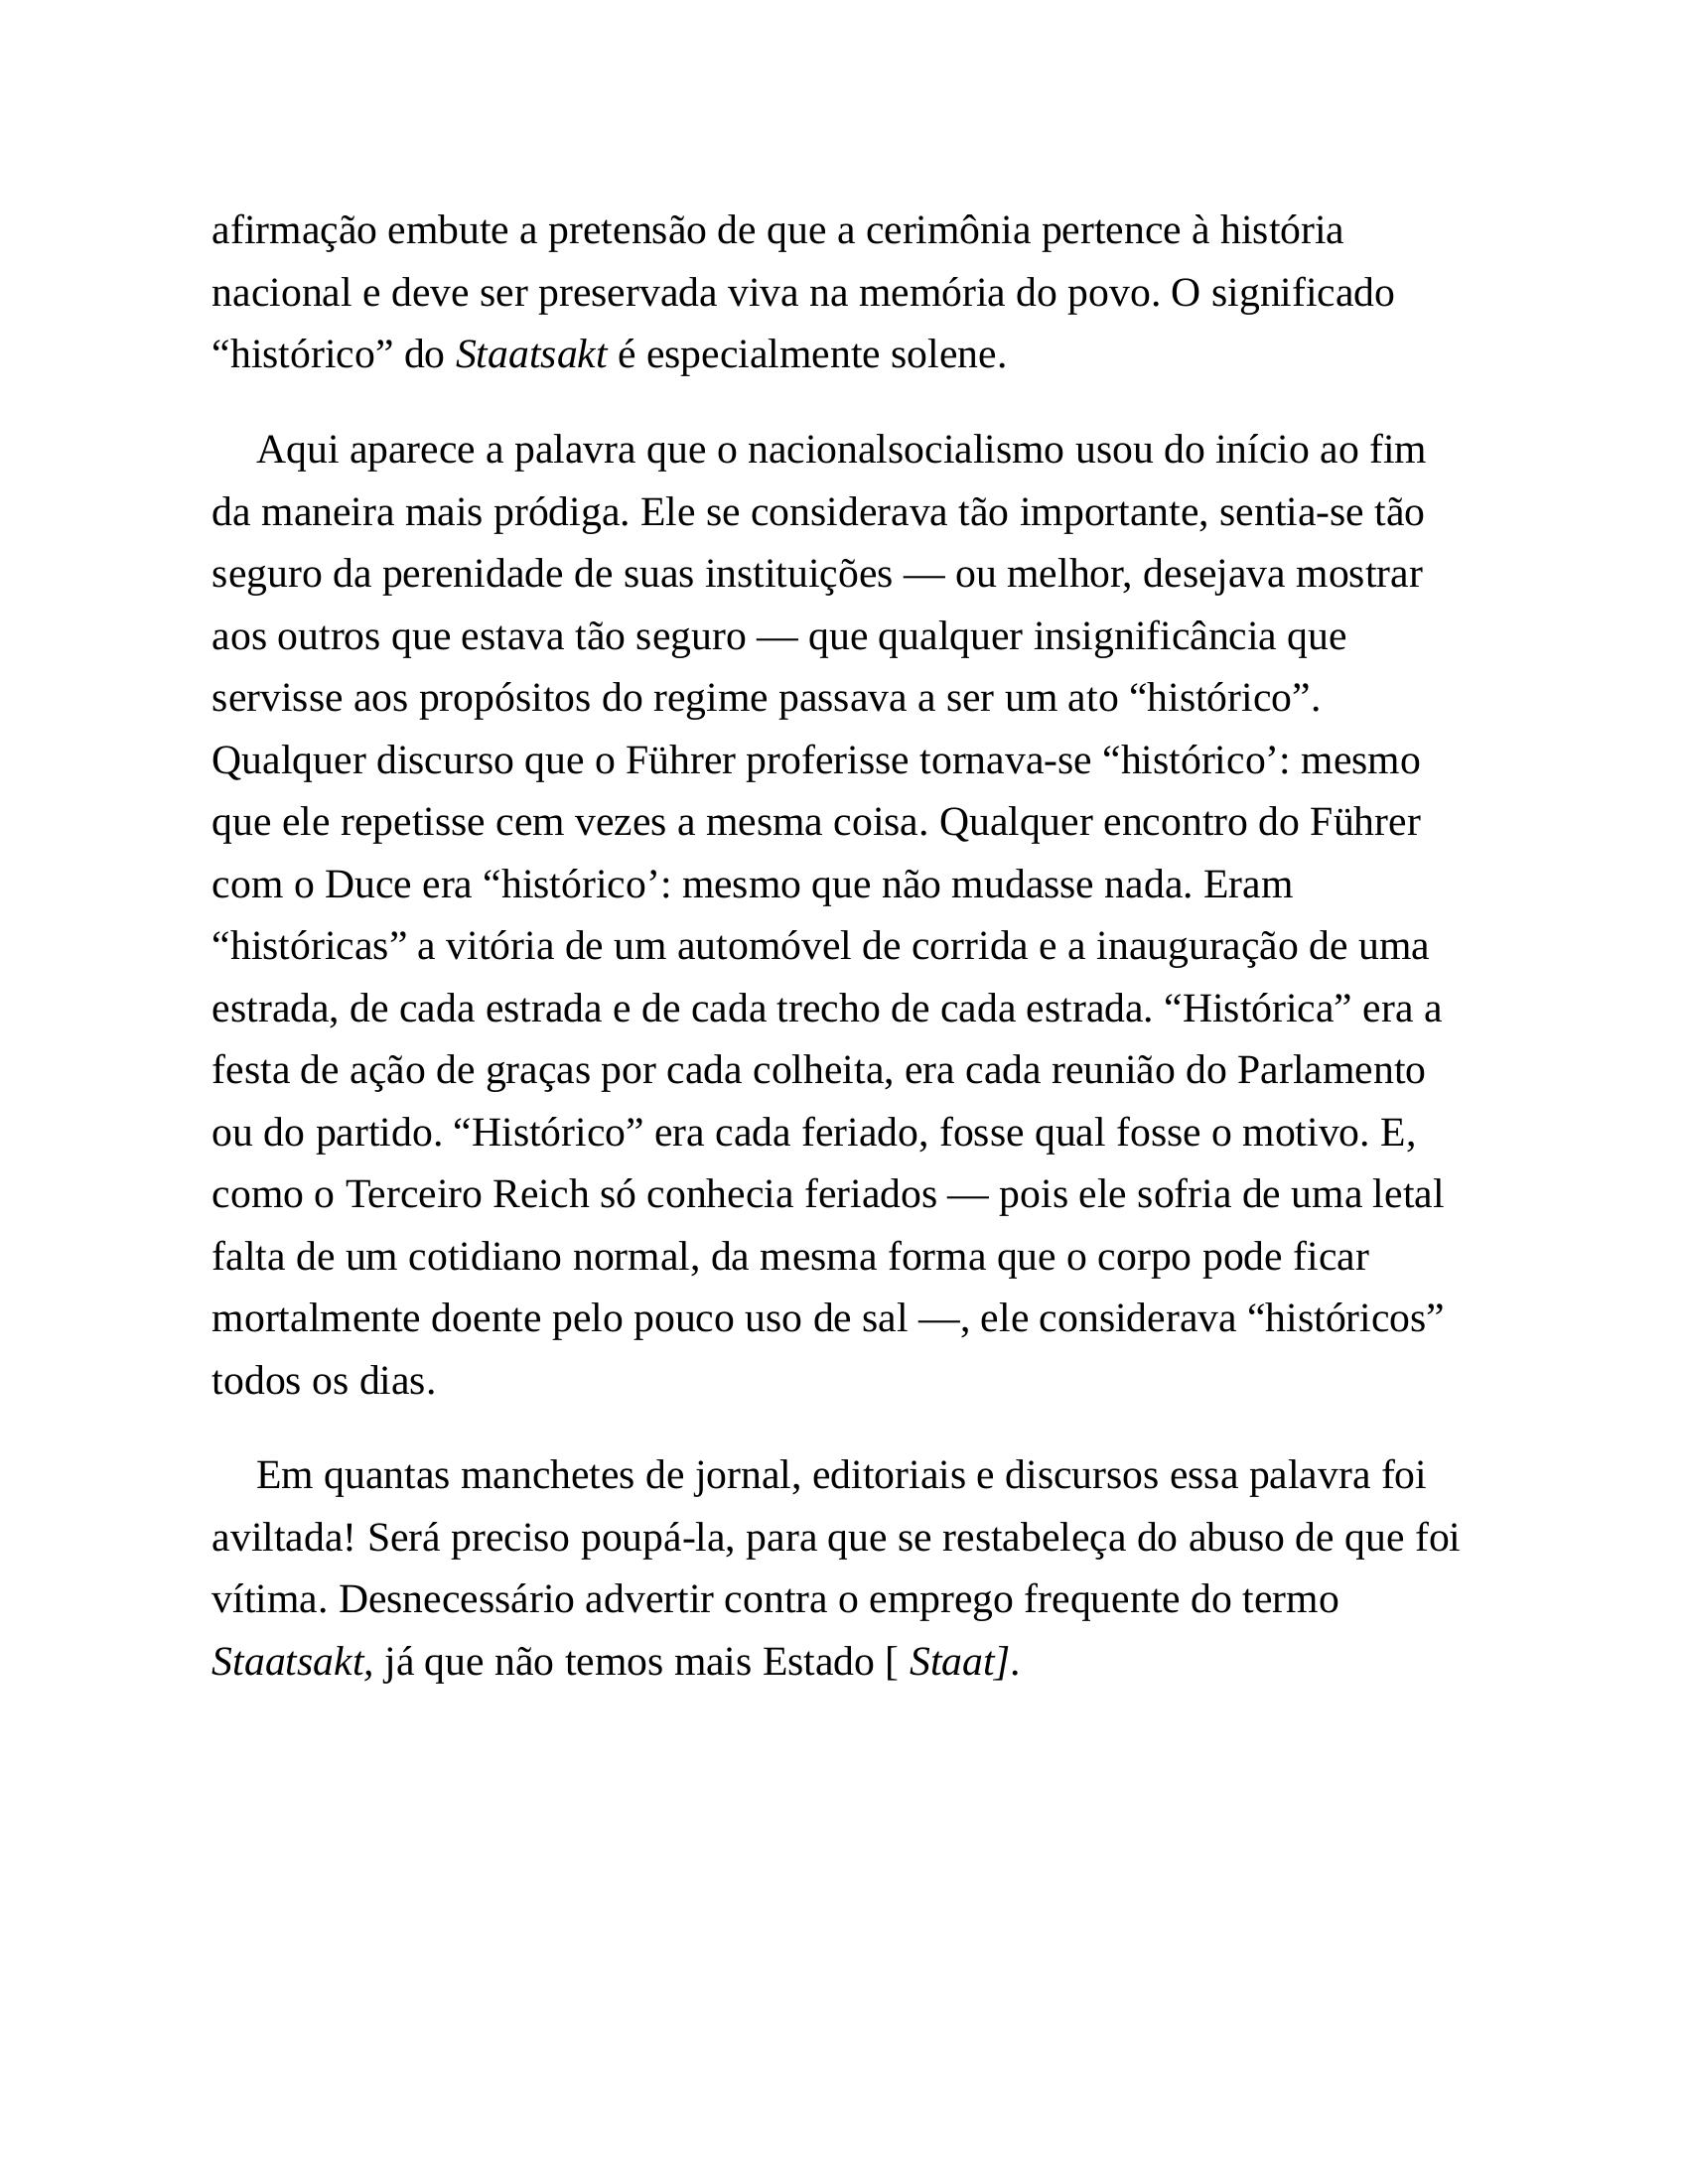 afirmação embute a pretensão de que a cerimônia pertence à história
nacional e deve ser preservada viva na memória do povo. O significado
“histórico” do Staatsakt é especialmente solene.
Aqui aparece a palavra que o nacionalsocialismo usou do início ao fim
da maneira mais pródiga. Ele se considerava tão importante, sentia-se tão
seguro da perenidade de suas instituições — ou melhor, desejava mostrar
aos outros que estava tão seguro — que qualquer insignificância que
servisse aos propósitos do regime passava a ser um ato “histórico”.
Qualquer discurso que o Führer proferisse tornava-se “histórico’: mesmo
que ele repetisse cem vezes a mesma coisa. Qualquer encontro do Führer
com o Duce era “histórico’: mesmo que não mudasse nada. Eram
“históricas” a vitória de um automóvel de corrida e a inauguração de uma
estrada, de cada estrada e de cada trecho de cada estrada. “Histórica” era a
festa de ação de graças por cada colheita, era cada reunião do Parlamento
ou do partido. “Histórico” era cada feriado, fosse qual fosse o motivo. E,
como o Terceiro Reich só conhecia feriados — pois ele sofria de uma letal
falta de um cotidiano normal, da mesma forma que o corpo pode ficar
mortalmente doente pelo pouco uso de sal —, ele considerava “históricos”
todos os dias.
Em quantas manchetes de jornal, editoriais e discursos essa palavra foi
aviltada! Será preciso poupá-la, para que se restabeleça do abuso de que foi
vítima. Desnecessário advertir contra o emprego frequente do termo
Staatsakt, já que não temos mais Estado [ Staat].